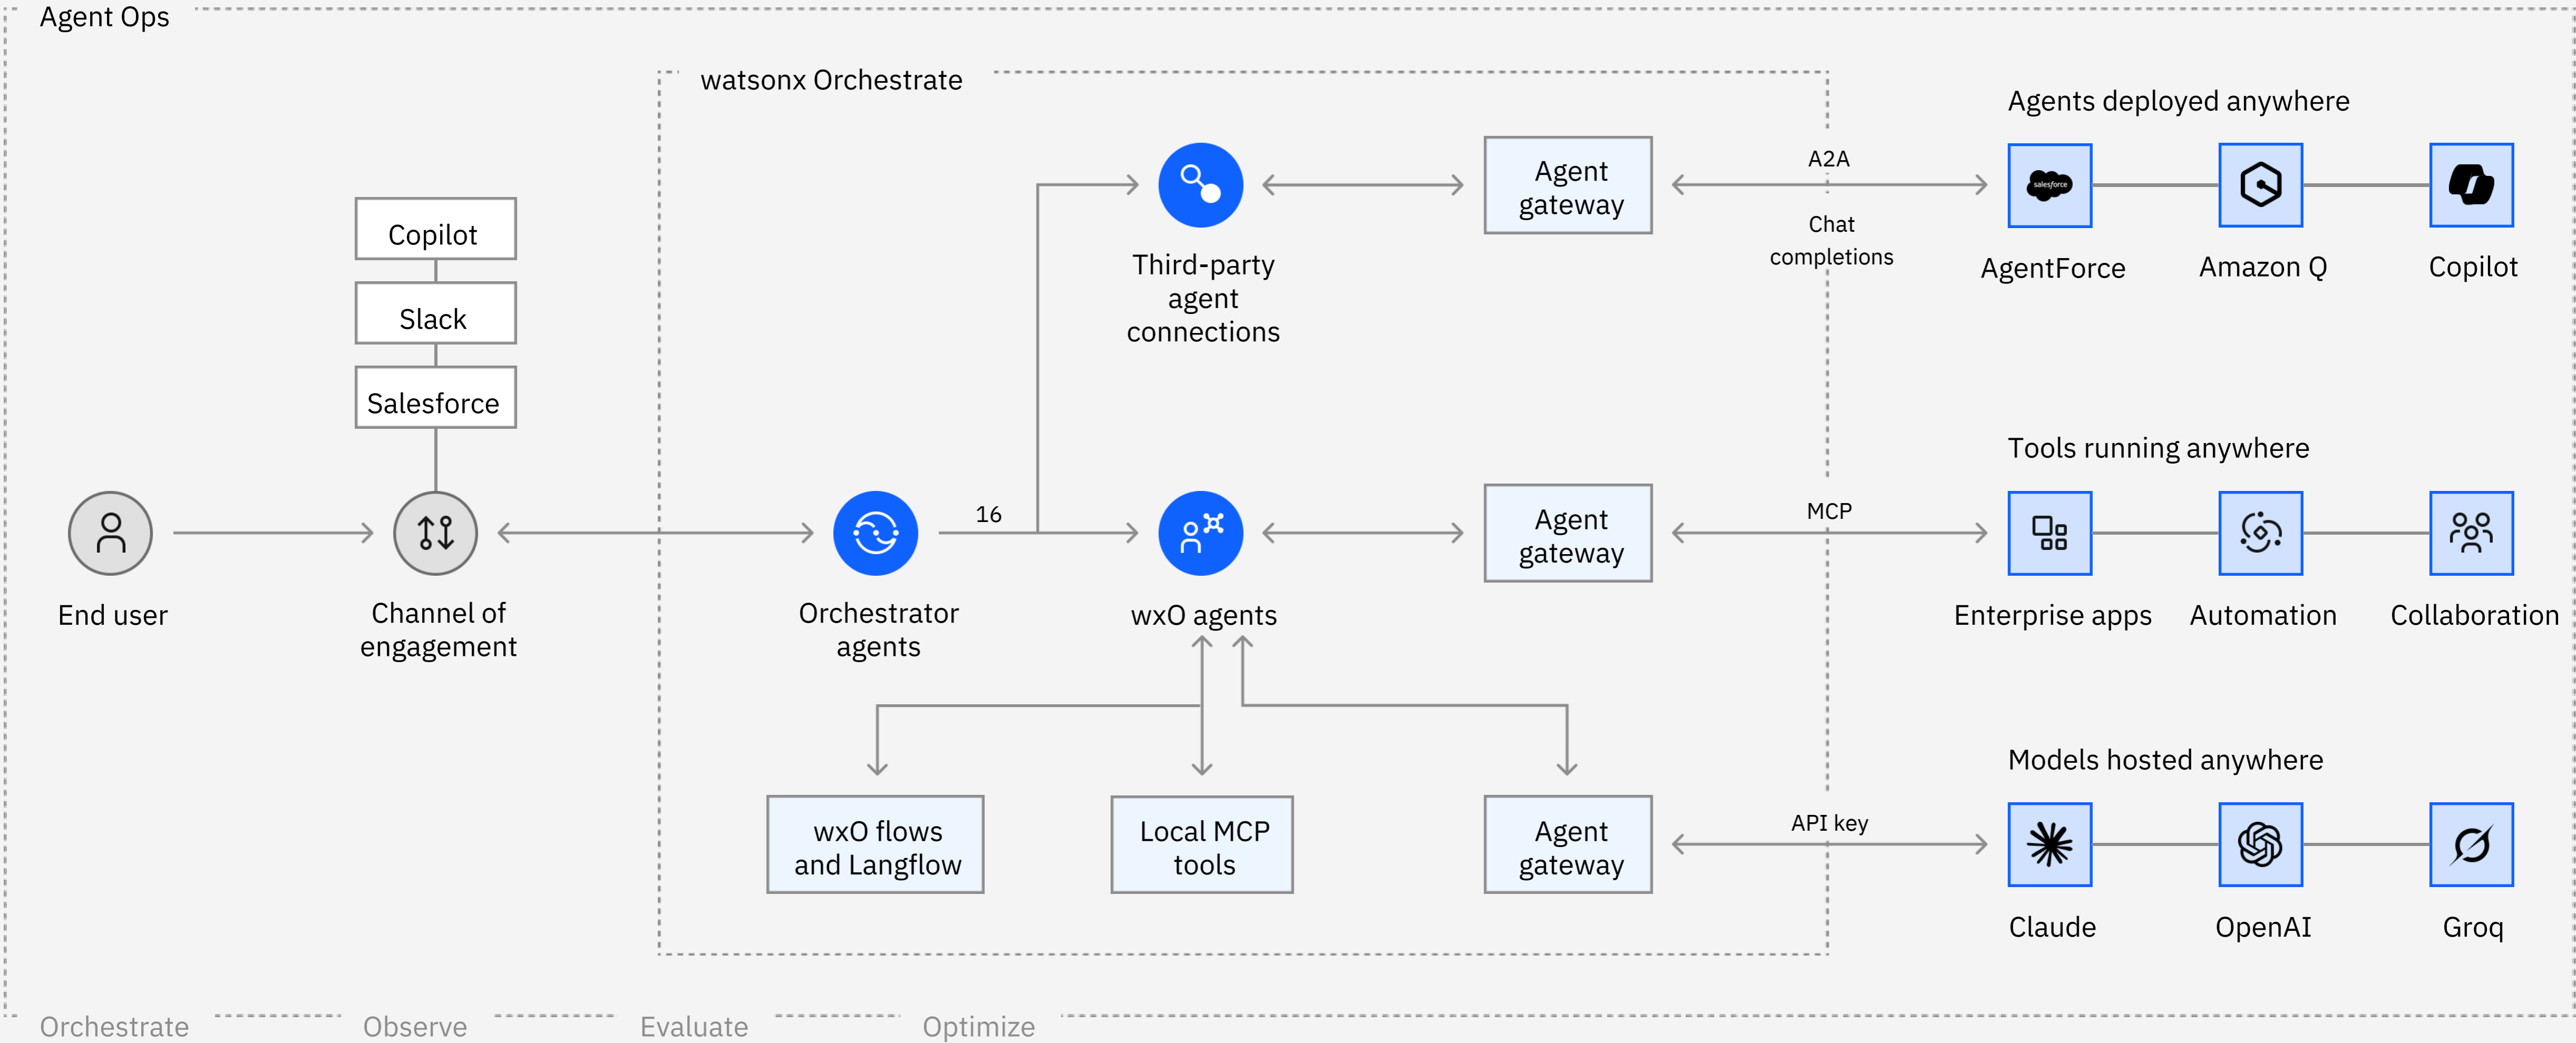 Agent Ops
watsonx Orchestrate
Copilot
Slack
Salesforce
End user
Channel of
engagement
Orchestrator
agents
16
Third-party
agent
connections
wxO agents
Agent
gateway
Agent
gateway
wxO flows
and Langflow
Local MCP
tools
Agent
gateway
A2A
Chat
completions
MCP
API key
Agents deployed anywhere
salesforce
AgentForce
Amazon Q
Copilot
Tools running anywhere
Enterprise apps
Automation
Collaboration
Models hosted anywhere
Claude
OpenAI
Groq
Orchestrate
Observe
Evaluate
Optimize